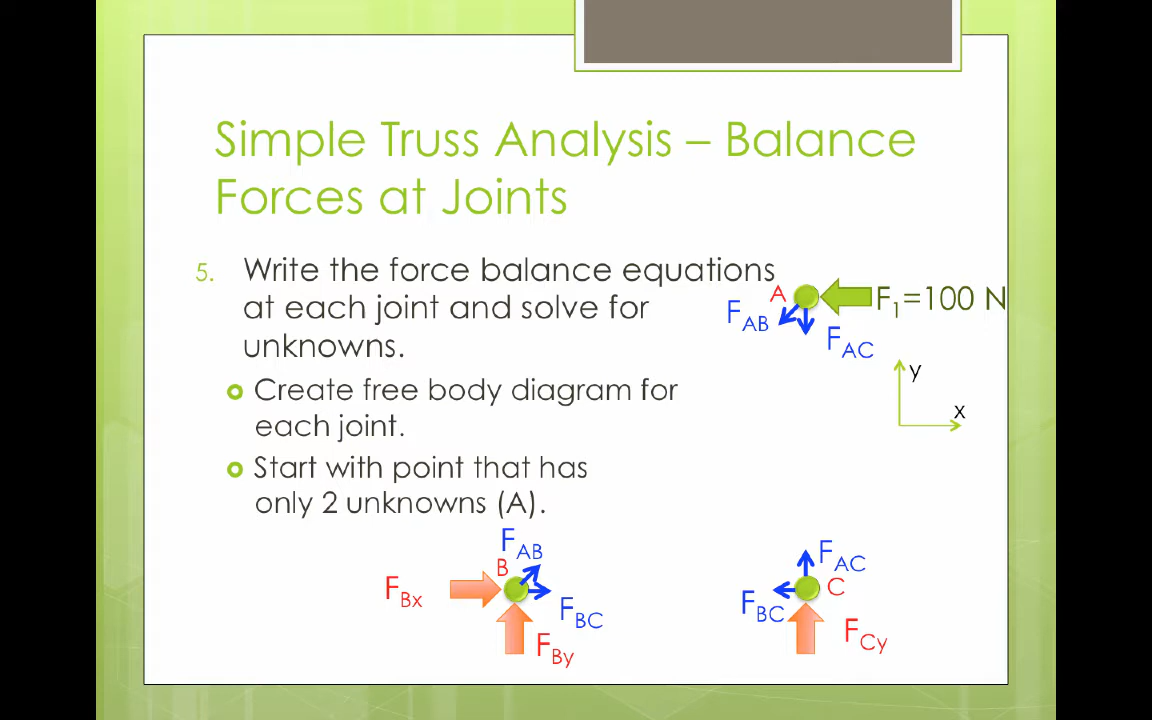 Simple Truss Analysis – Balance
Forces at Joints
5. Write the force balance equations
at each joint and solve for
unknowns.
Create free body diagram for
each joint.
Start with point that has
only 2 unknowns (A).
A
F1=100 N
FAB
FAC
y
x
FAB
B
FBx
FBC
FBy
FAC
C
FBC
FCy